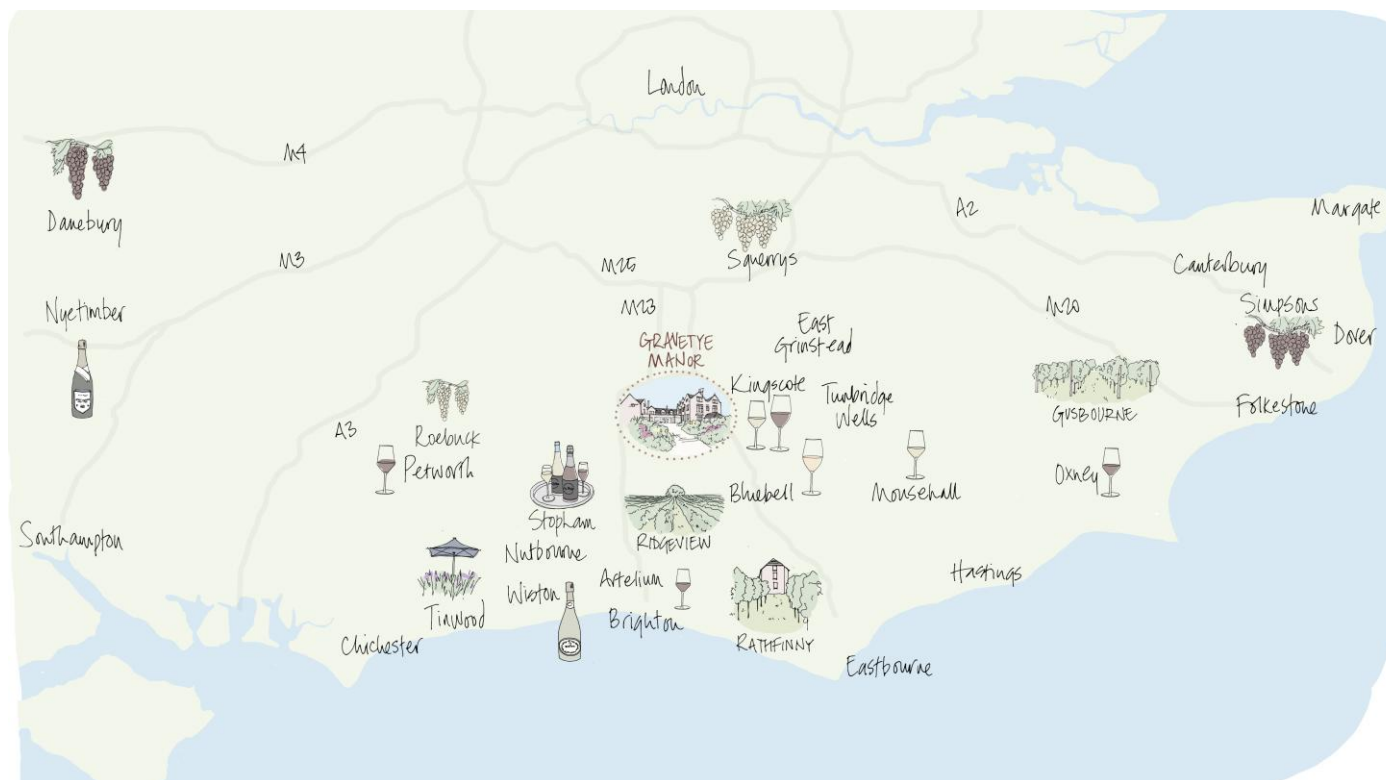 London
M4
Danebury
Margate
A2
Squerrys
M3
M25
Canterbury
Nyetimber
M23
M20
Simpsons
Dover
East
Grinstead
GRAVETYE
MANOR
Kingscote
Tunbridge
Wells
GUSBOURNE
Folkestone
A3
Roebuck
Petworth
Oxney
Bluebell
Mousehall
Stopham
Southampton
RIDGEVIEW
Nutbourne
Hastings
Artelium
Wiston
Tinwood
Brighton
Chichester
RATHFINNY
Eastbourne